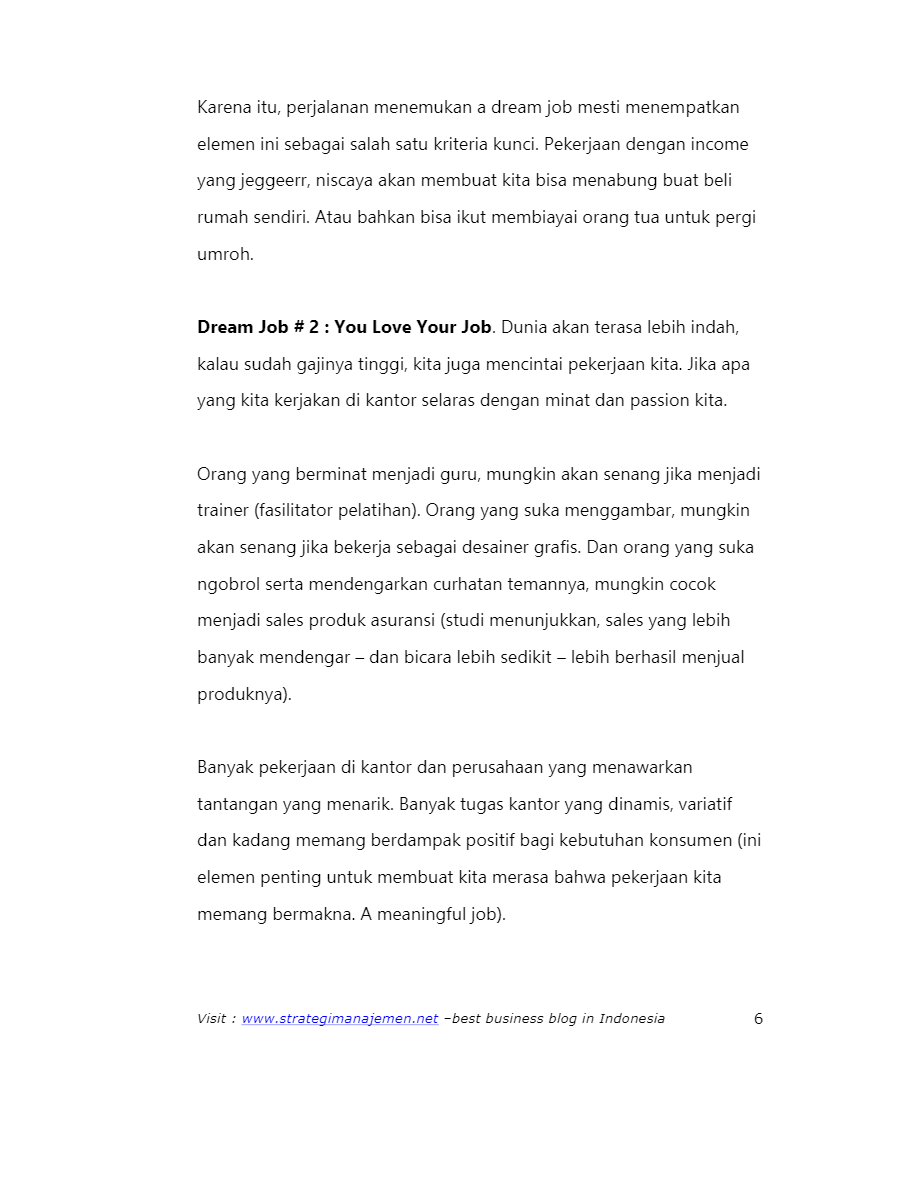 Karena itu, perjalanan menemukan a dream job mesti menempatkan
elemen ini sebagai salah satu kriteria kunci. Pekerjaan dengan income
yang jeggeerr, niscaya akan membuat kita bisa menabung buat beli
rumah sendiri. Atau bahkan bisa ikut membiayai orang tua untuk pergi
umroh.
Dream Job # 2 : You Love Your Job. Dunia akan terasa lebih indah,
kalau sudah gajinya tinggi, kita juga mencintai pekerjaan kita. Jika apa
yang kita kerjakan di kantor selaras dengan minat dan passion kita.
Orang yang berminat menjadi guru, mungkin akan senang jika menjadi
trainer (fasilitator pelatihan). Orang yang suka menggambar, mungkin
akan senang jika bekerja sebagai desainer grafis. Dan orang yang suka
ngobrol serta mendengarkan curhatan temannya, mungkin cocok
menjadi sales produk asuransi (studi menunjukkan, sales yang lebih
banyak mendengar – dan bicara lebih sedikit – lebih berhasil menjual
produknya).
Banyak pekerjaan di kantor dan perusahaan yang menawarkan
tantangan yang menarik. Banyak tugas kantor yang dinamis, variatif
dan kadang memang berdampak positif bagi kebutuhan konsumen (ini
elemen penting untuk membuat kita merasa bahwa pekerjaan kita
memang bermakna. A meaningful job).
Visit : www.strategimanajemen.net –best business blog in Indonesia 6